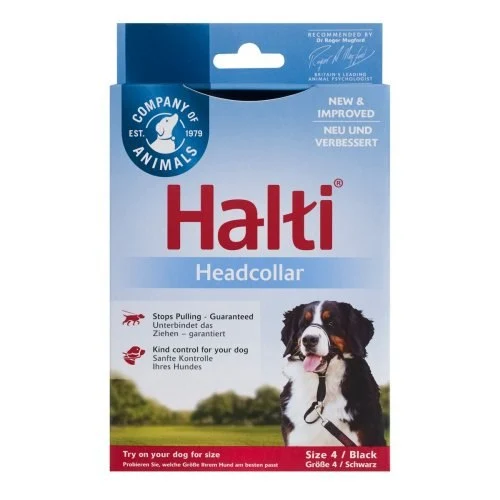 RECOMMENDED BY
Dr Roger Mugford
BRITAIN'S LEADING
ANIMAL PSYCHOLOGIST
COMPANY OF
EST. 1979
ANIMALS
NEW &
IMPROVED
NEU UND
VERBESSERT
Halti®
Headcollar
Stops Pulling - Guaranteed
Unterbindet das
Ziehen – garantiert
Kind control for your dog
Sanfte Kontrolle
Ihres Hundes
Try on your dog for size
Probieren Sie, welche Größe Ihrem Hund am besten passt
Size 4 / Black
Größe 4 / Schwarz